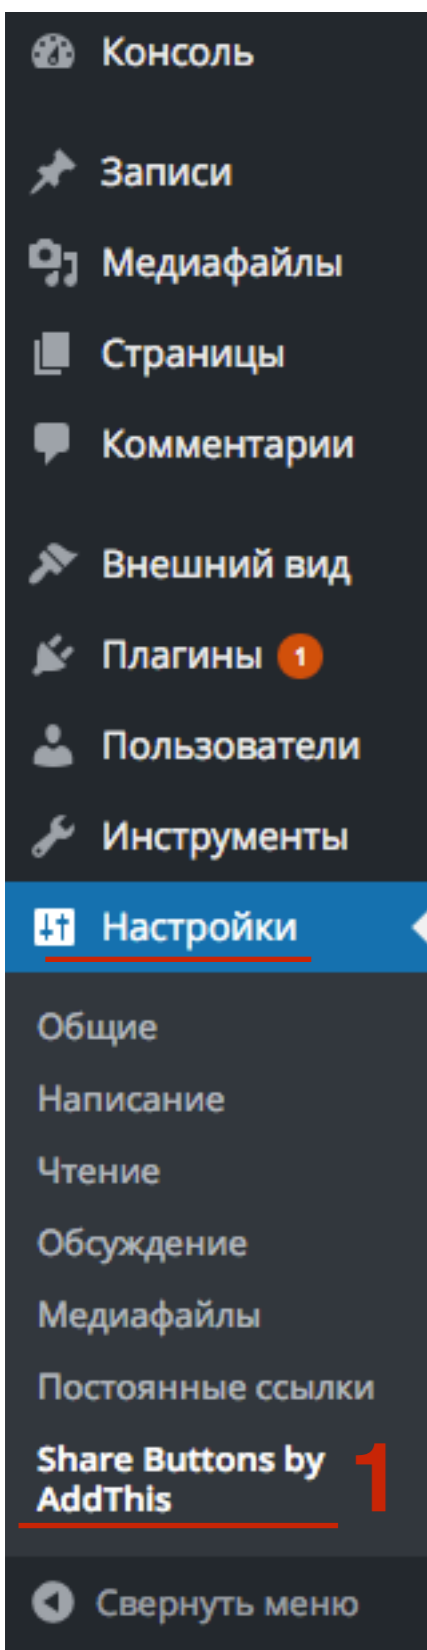 Консоль
Записи
Медиафайлы
Страницы
Комментарии
Внешний вид
Плагины 1
Пользователи
Инструменты
Настройки
Общие
Написание
Чтение
Обсуждение
Медиафайлы
Постоянные ссылки
Share Buttons by
AddThis 1
Свернуть меню